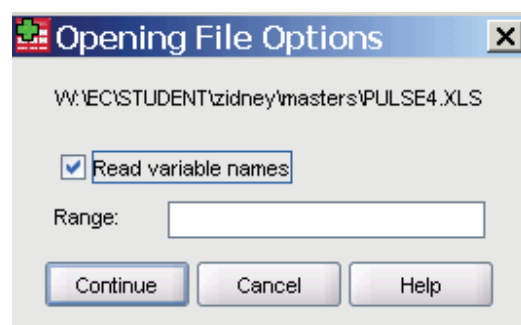 Opening File Options
W:\EC\STUDENT\zidney\masters\PULSE4.XLS
Read variable names
Range:
Continue Cancel Help